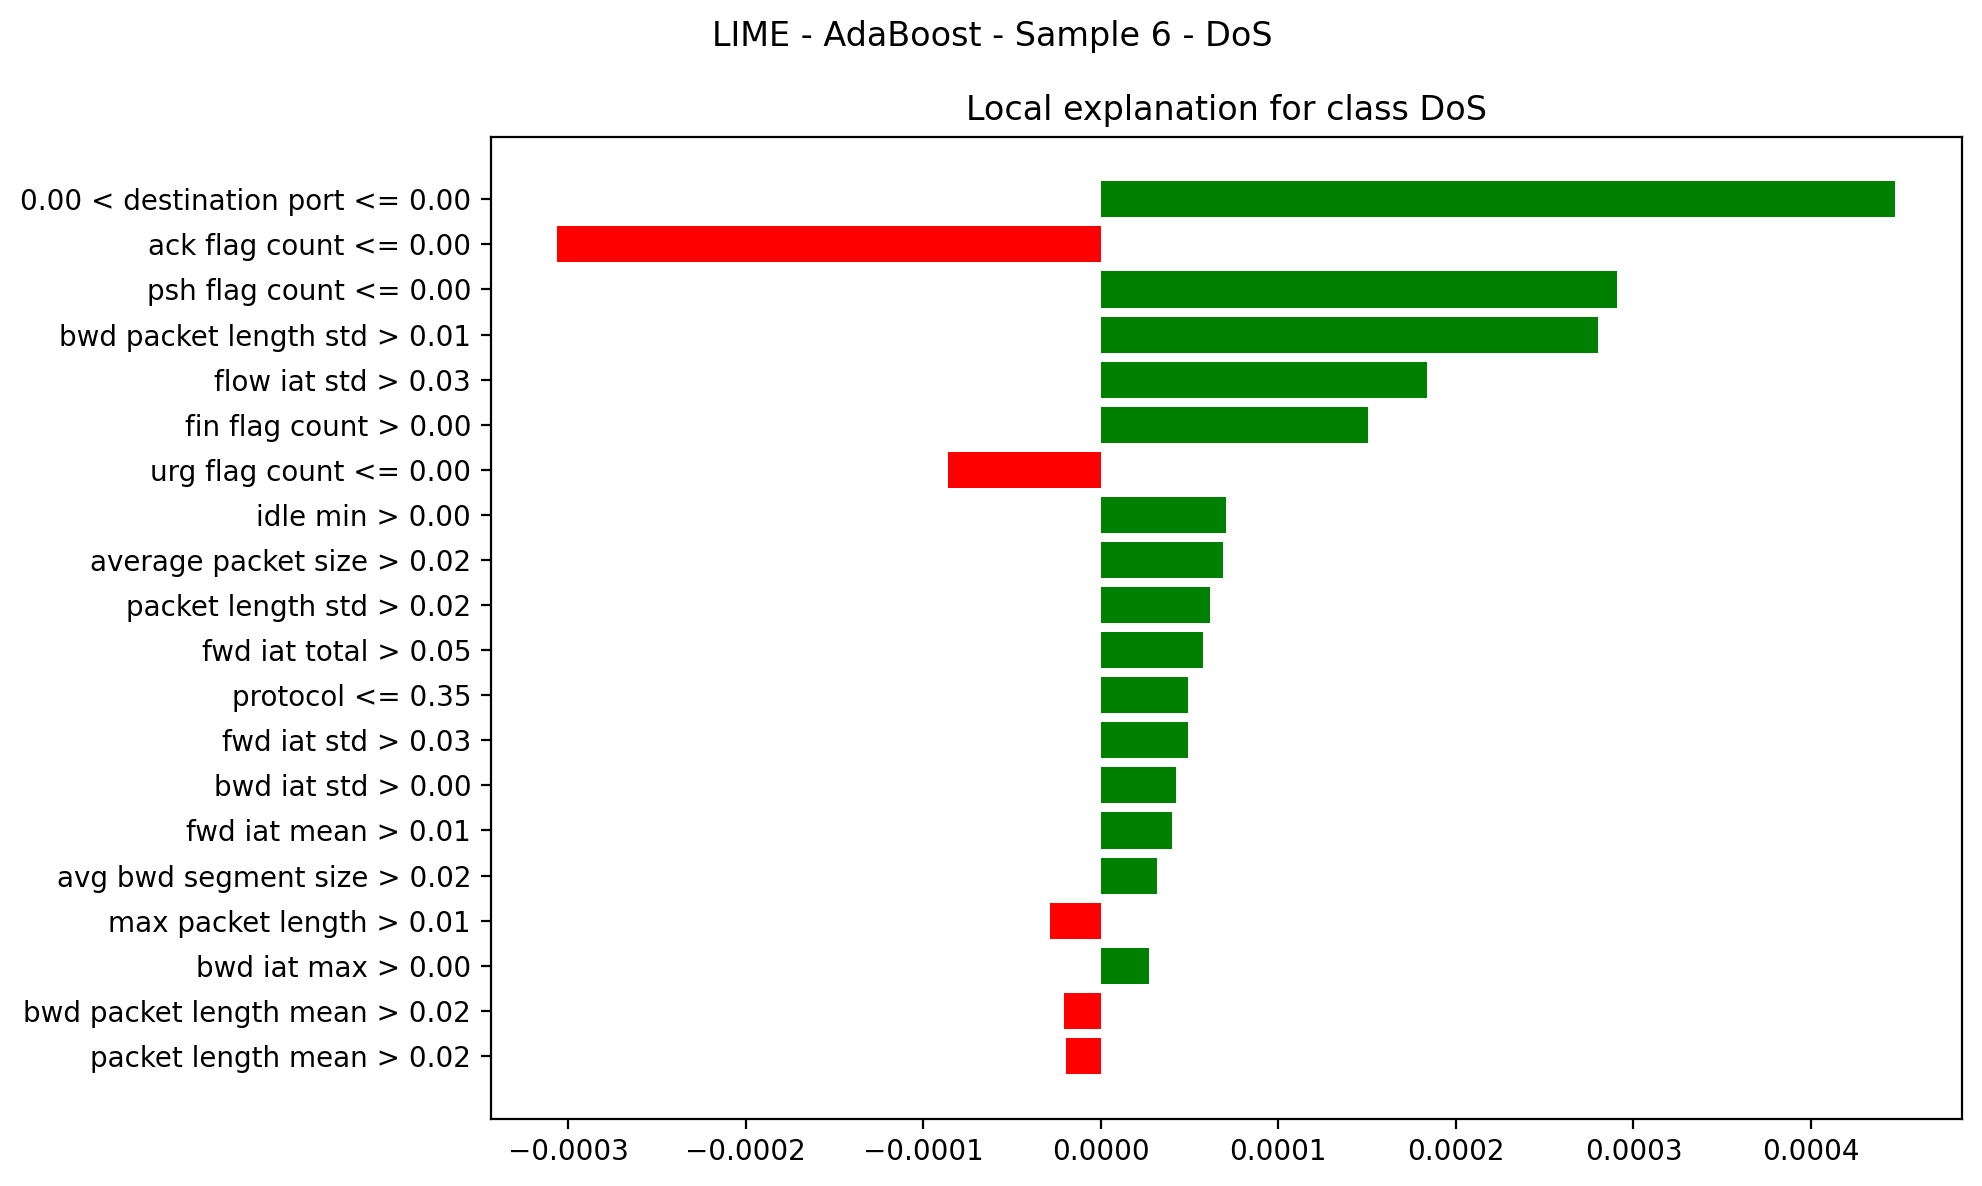 LIME - AdaBoost - Sample 6 - DoS
Local explanation for class DoS
0.00 < destination port <= 0.00
ack flag count <= 0.00
psh flag count <= 0.00
bwd packet length std > 0.01
flow iat std > 0.03
fin flag count > 0.00
urg flag count <= 0.00
idle min > 0.00
average packet size > 0.02
packet length std > 0.02
fwd iat total > 0.05
protocol <= 0.35
fwd iat std > 0.03
bwd iat std > 0.00
fwd iat mean > 0.01
avg bwd segment size > 0.02
max packet length > 0.01
bwd iat max > 0.00
bwd packet length mean > 0.02
packet length mean > 0.02
−0.0003 −0.0002 −0.0001 0.0000 0.0001 0.0002 0.0003 0.0004